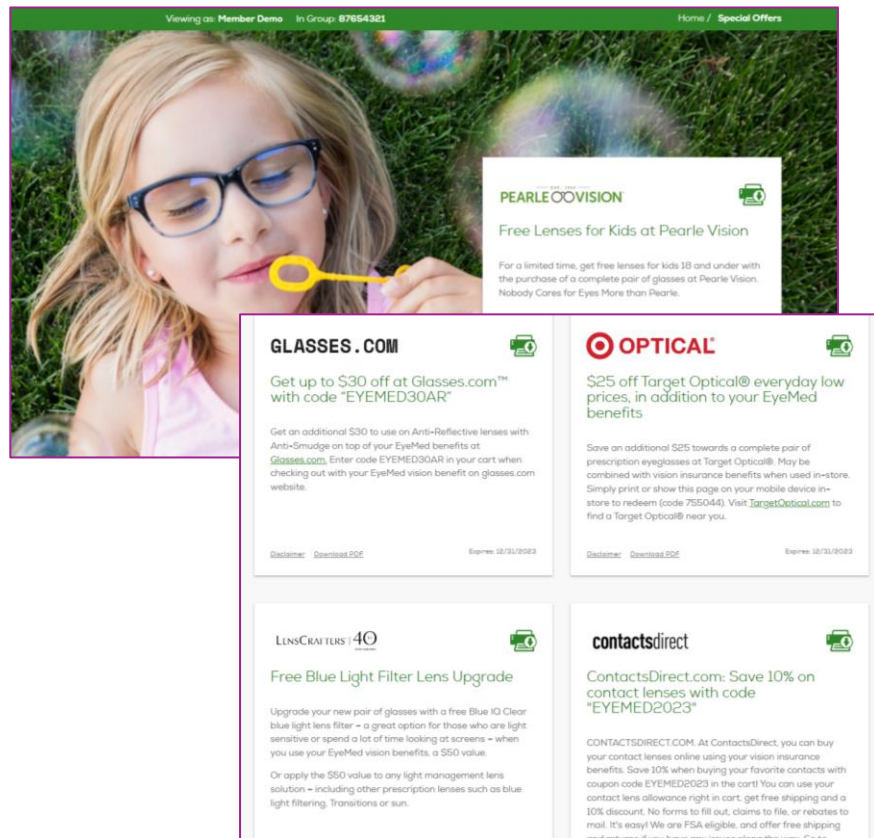 Viewing as: Member Demo In Group: 87654321 Home / Special Offers
PEARLE VISION
Free Lenses for Kids at Pearle Vision
For a limited time, get free lenses for kids 18 and under with
the purchase of a complete pair of glasses at Pearle Vision.
Nobody Cares for Eyes More than Pearle.
GLASSES.COM
Get up to $30 off at Glasses.com™
with code “EYEMED30AR”
Get an additional $30 to use on Anti-Reflective lenses with
Anti-Smudge on top of your EyeMed benefits at
Glasses.com. Enter code EYEMED30AR in your cart when
checking out with your EyeMed vision benefit on glasses.com
website.
Disclaimer Download PDF Expires: 12/31/2023
OPTICAL
$25 off Target Optical® everyday low
prices, in addition to your EyeMed
benefits
Save an additional $25 towards a complete pair of
prescription eyeglasses at Target Optical®. May be
combined with vision insurance benefits when used in-store.
Simply print or show this page on your mobile device in-
store to redeem (code 755044). Visit TargetOptical.com to
find a Target Optical® near you.
Disclaimer Download PDF Expires: 12/31/2023
LENSCRAFTERS 40
Free Blue Light Filter Lens Upgrade
Upgrade your new pair of glasses with a free Blue IQ Clear
blue light lens filter – a great option for those who are light
sensitive or spend a lot of time looking at screens – when
you use your EyeMed vision benefits, a $50 value.
Or apply the $50 value to any light management lens
solution – including other prescription lenses such as blue
light filtering, Transitions or sun.
contactsdirect
ContactsDirect.com: Save 10% on
contact lenses with code
"EYEMED2023"
CONTACTSDIRECT.COM. At ContactsDirect, you can buy
your contact lenses online using your vision insurance
benefits. Save 10% when buying your favorite contacts with
coupon code EYEMED2023 in the cart! You can use your
contact lens allowance right in cart, get free shipping and a
10% discount. No forms to fill out, claims to file, or rebates to
mail. It's easy! We are FSA eligible, and offer free shipping